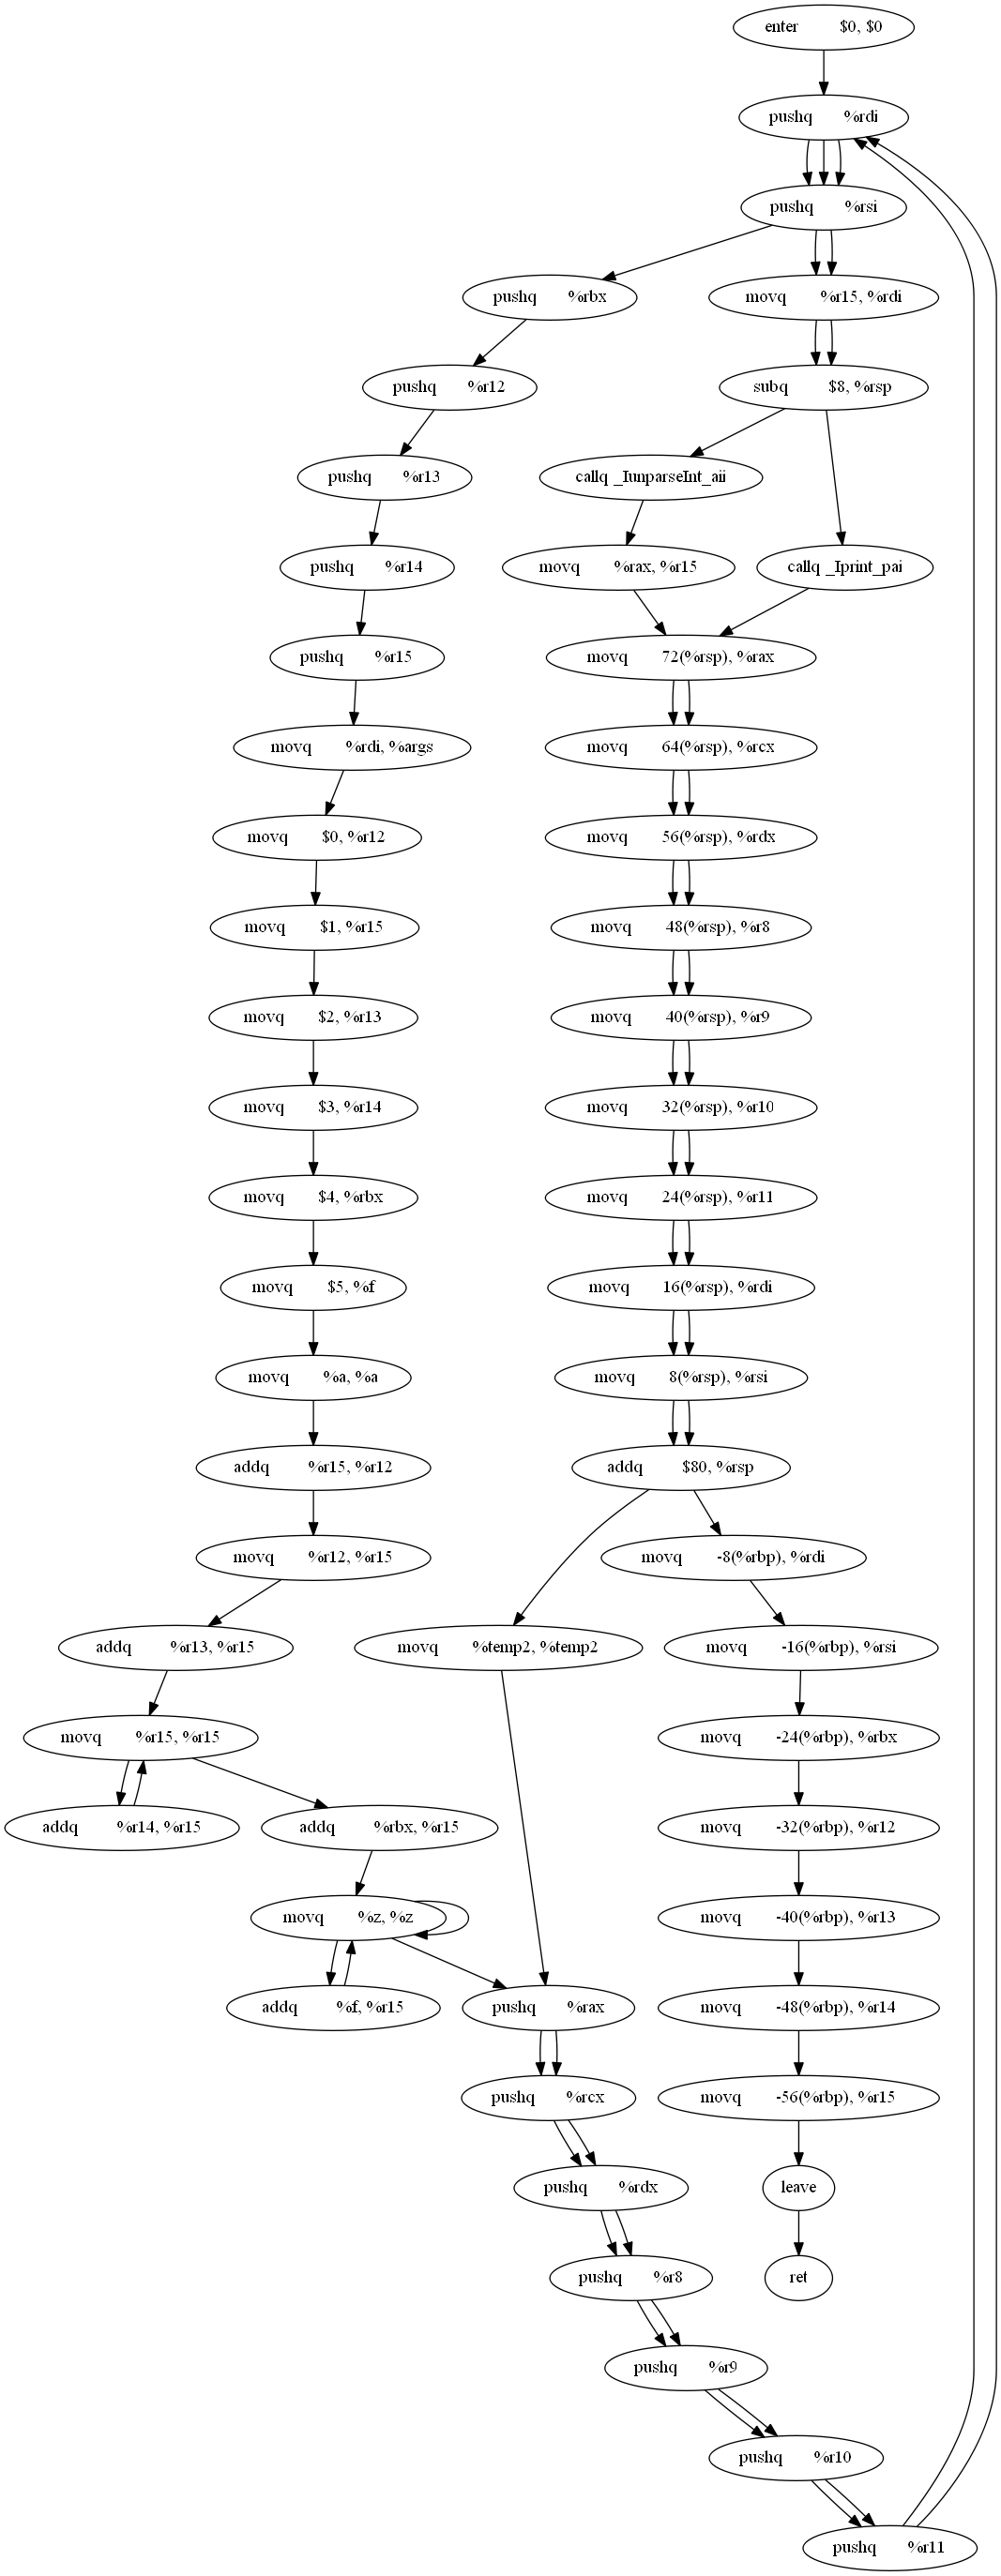 enter $0, $0
pushq %rdi
pushq %rsi
pushq %rbx
movq %r15, %rdi
pushq %r12
subq $8, %rsp
pushq %r13
callq _IunparseInt_aii
pushq %r14
movq %rax, %r15
callq _Iprint_pai
pushq %r15
movq 72(%rsp), %rax
movq %rdi, %args
movq 64(%rsp), %rcx
movq $0, %r12
movq 56(%rsp), %rdx
movq $1, %r15
movq 48(%rsp), %r8
movq $2, %r13
movq 40(%rsp), %r9
movq $3, %r14
movq 32(%rsp), %r10
movq $4, %rbx
movq 24(%rsp), %r11
movq $5, %f
movq 16(%rsp), %rdi
movq %a, %a
movq 8(%rsp), %rsi
addq %r15, %r12
addq $80, %rsp
movq %r12, %r15
movq -8(%rbp), %rdi
addq %r13, %r15
movq %temp2, %temp2
movq -16(%rbp), %rsi
movq %r15, %r15
movq -24(%rbp), %rbx
addq %r14, %r15
addq %rbx, %r15
movq -32(%rbp), %r12
movq %z, %z
movq -40(%rbp), %r13
addq %f, %r15
pushq %rax
movq -48(%rbp), %r14
pushq %rcx
movq -56(%rbp), %r15
pushq %rdx
leave
pushq %r8
ret
pushq %r9
pushq %r10
pushq %r11